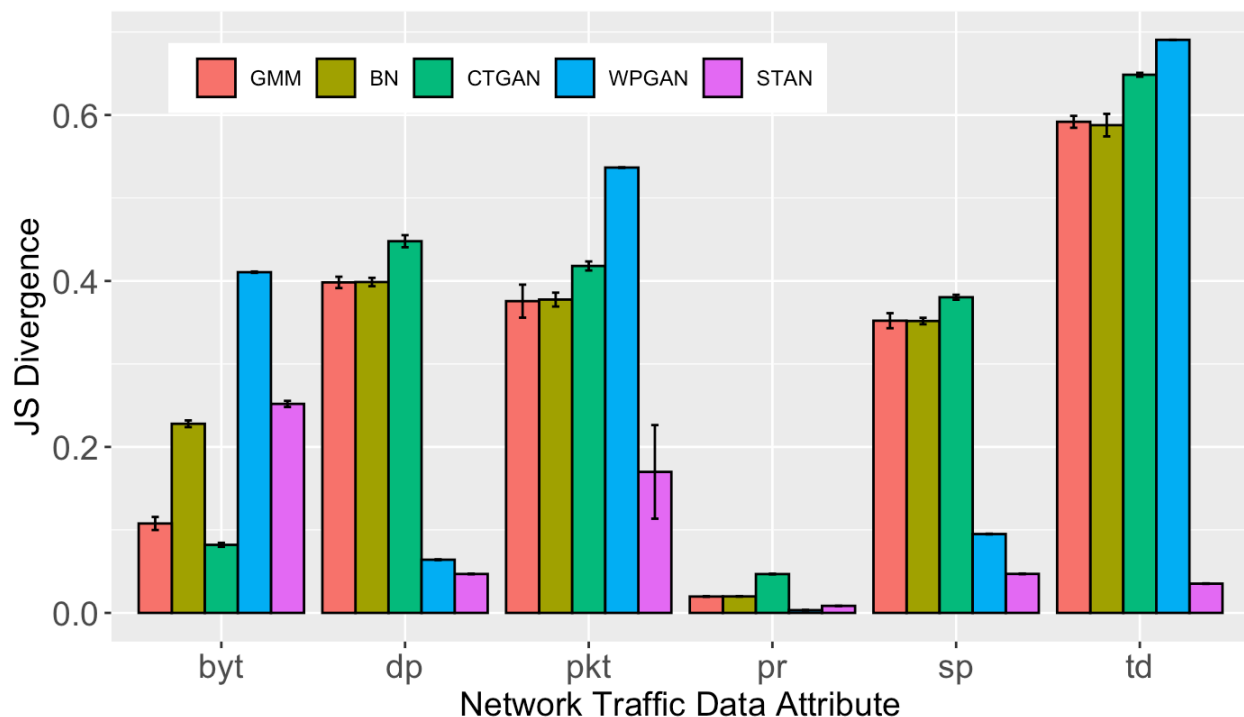 GMM BN CTGAN WPGAN STAN
JS Divergence
0.6
0.4
0.2
0.0
byt dp pkt pr sp td
Network Traffic Data Attribute